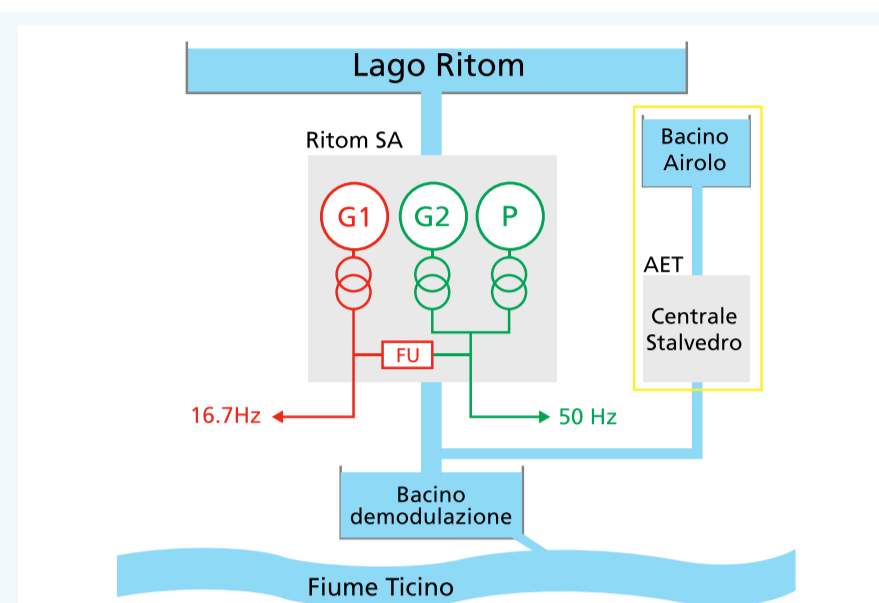 Lago Ritom
Ritom SA
Bacino
Airolo
G1
G2
P
AET
Centrale
Stalvedro
FU
16.7Hz
50 Hz
Bacino
demodulazione
Fiume Ticino